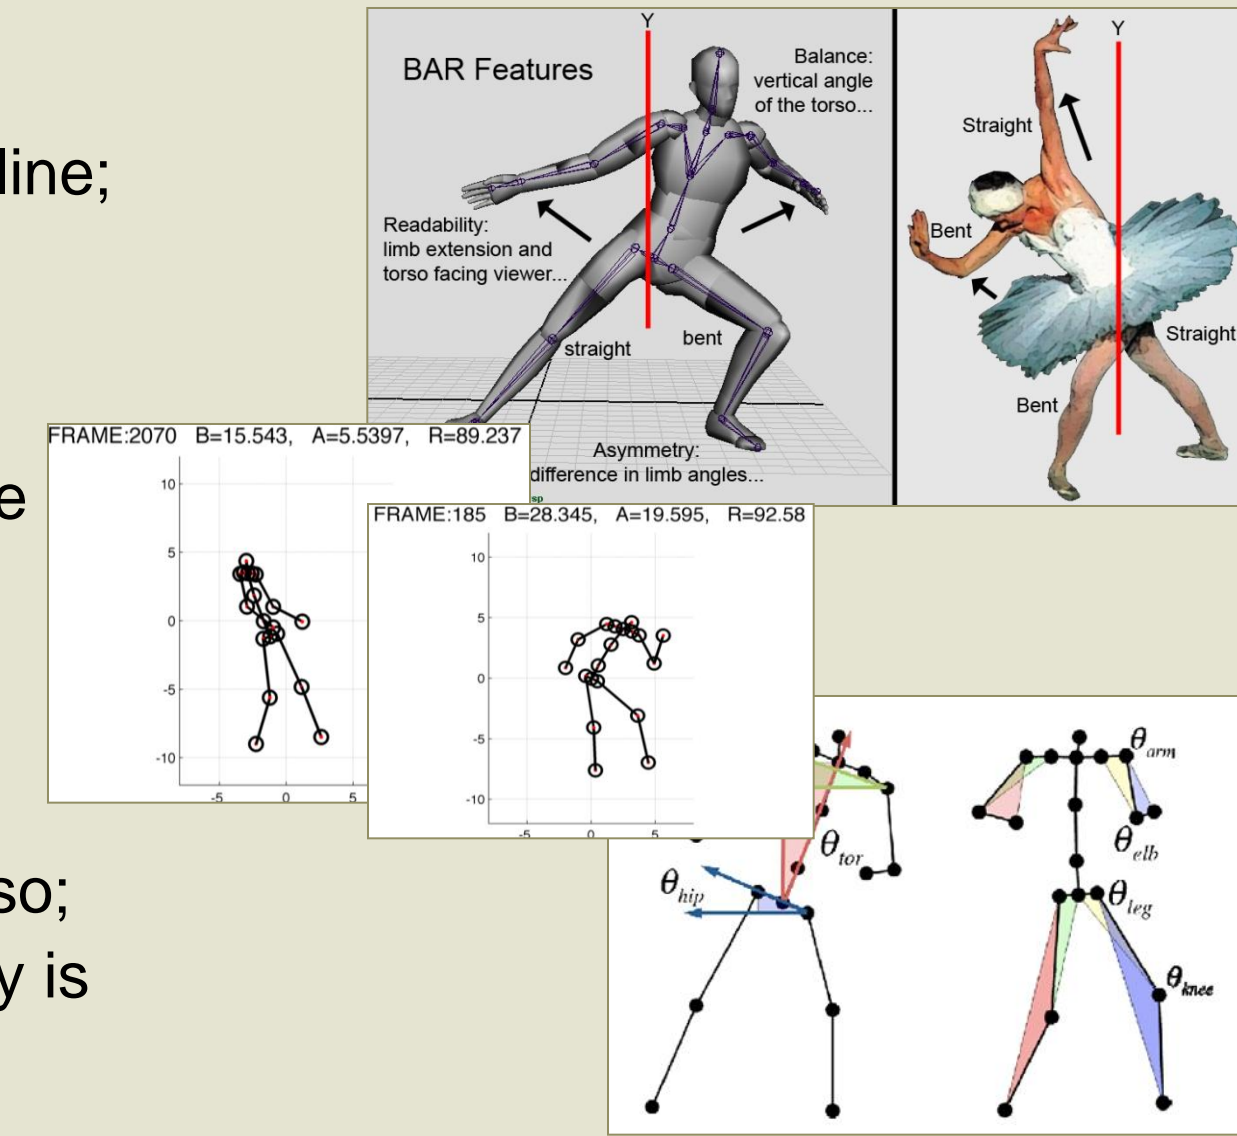 line;
e
so;
y is
BAR Features
Y
Balance:
vertical angle
of the torso...
Readability:
limb extension and
torso facing viewer...
straight
bent
Asymmetry:
difference in limb angles...
sp
Y
Straight
Bent
Straight
Bent
FRAME:2070 B=15.543, A=5.5397, R=89.237
10
5
0
-5
-10
-5 0 5
FRAME:185 B=28.345, A=19.595, R=92.58
10
5
0
-5
-10
-5 0 5
θtor
θhip
θarm
θelb
θleg
θknee